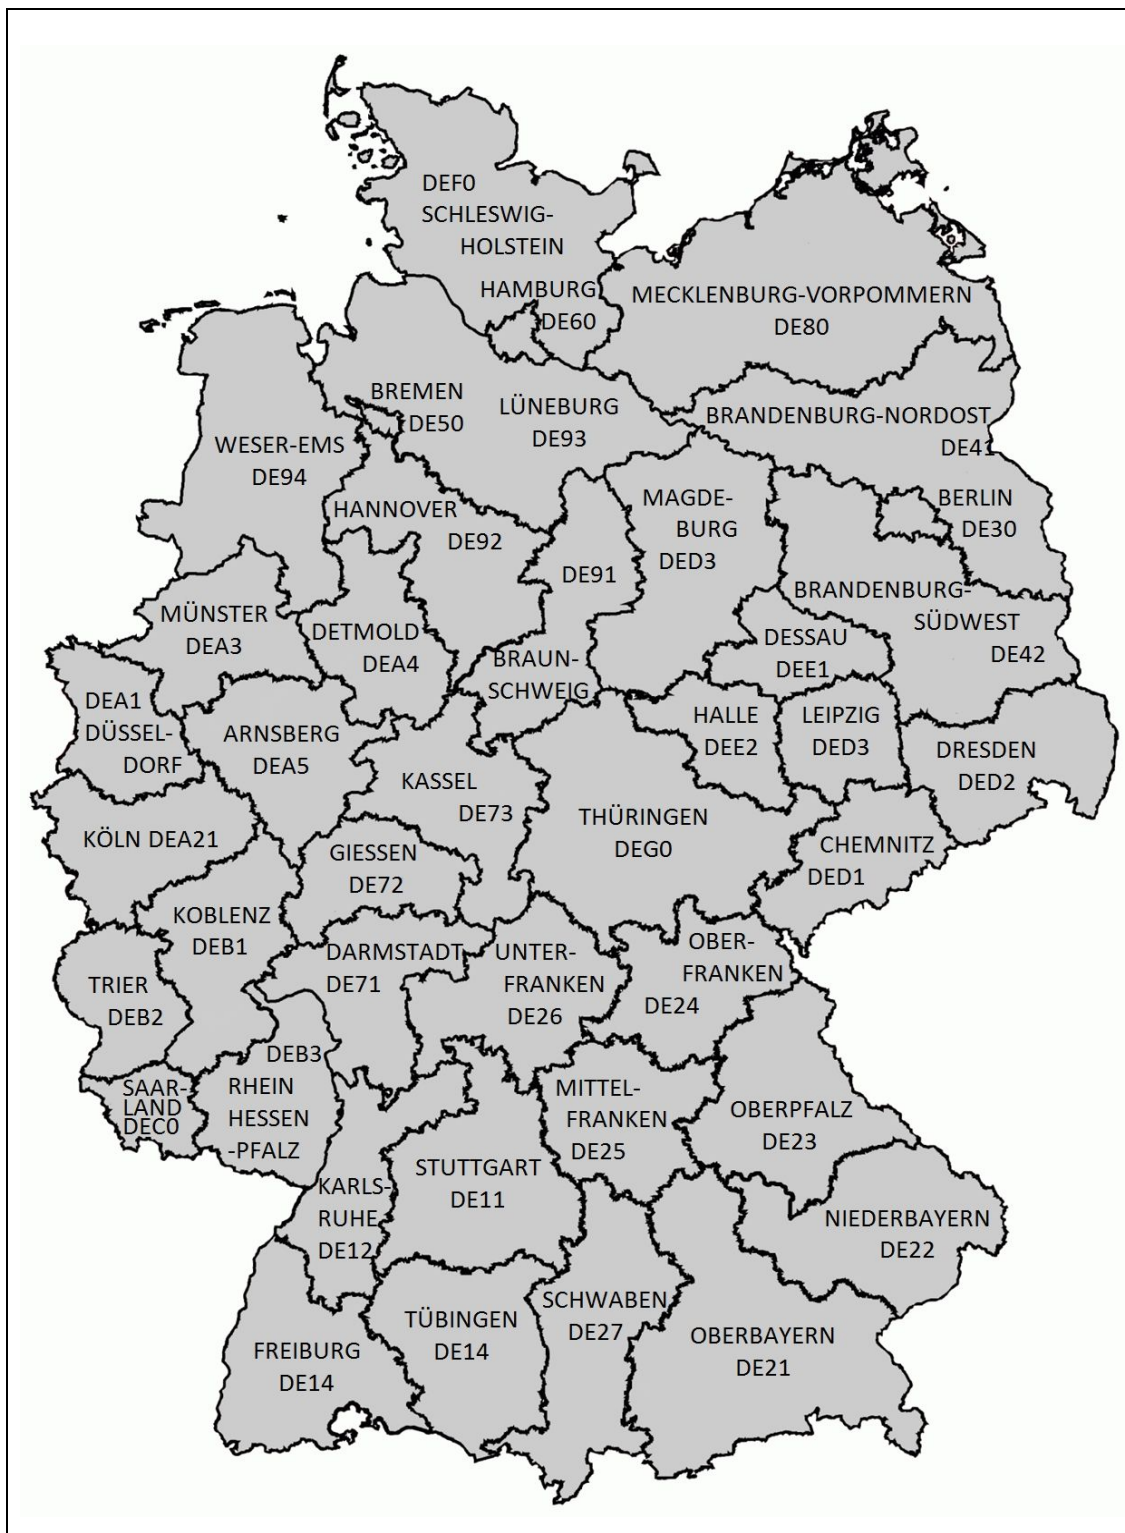 DEF0
SCHLESWIG-
HOLSTEIN
HAMBURG
DE60
MECKLENBURG-VORPOMMERN
DE80
BREMEN
DE50
LÜNEBURG
DE93
BRANDENBURG-NORDOST
DE41
WESER-EMS
DE94
HANNOVER
DE92
MAGDE-
BURG
DED3
BERLIN
DE30
DE91
BRAUN-
SCHWEIG
BRANDENBURG-
SÜDWEST
DE42
MÜNSTER
DEA3
DETMOLD
DEA4
DESSAU
DEE1
DEA1
DÜSSEL-
DORF
ARNSBERG
DEA5
HALLE
DEE2
LEIPZIG
DED3
DRESDEN
DED2
KASSEL
DE73
KÖLN DEA21
THÜRINGEN
DEG0
CHEMNITZ
DED1
GIESSEN
DE72
KOBLENZ
DEB1
DARMSTADT
DE71
UNTER-
FRANKEN
DE26
OBER-
FRANKEN
DE24
TRIER
DEB2
DEB3
RHEIN
HESSEN
-PFALZ
SAAR-
LAND
DEC0
MITTEL-
FRANKEN
DE25
OBERPFALZ
DE23
STUTTGART
DE11
KARLS-
RUHE
DE12
NIEDERBAYERN
DE22
SCHWABEN
DE27
TÜBINGEN
DE14
OBERBAYERN
DE21
FREIBURG
DE14